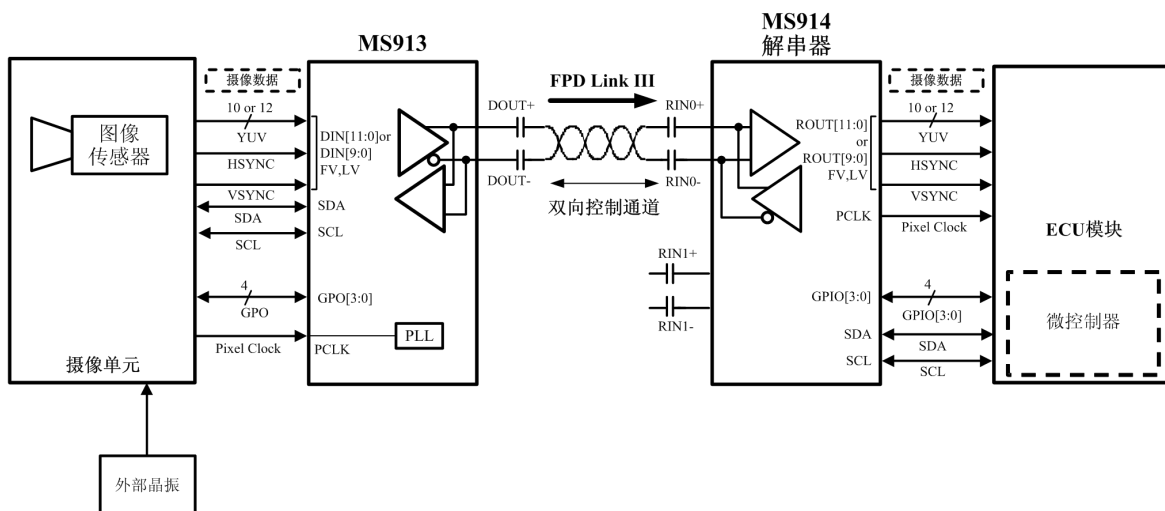 MS913
MS914
解串器
摄像数据
FPD Link III
摄像数据
图像
传感器
10 or 12
YUV
HSYNC
VSYNC
SDA
SCL
4
GPO
Pixel Clock
摄像单元
外部晶振
DIN[11:0]or
DIN[9:0]
FV,LV
SDA
SCL
GPO[3:0]
PCLK
PLL
DOUT+
DOUT-
双向控制通道
RIN0+
RIN0-
RIN1+
RIN1-
ROUT[11:0]
or
ROUT[9:0]
FV,LV
PCLK
GPIO[3:0]
SDA
SCL
10 or 12
YUV
HSYNC
VSYNC
Pixel Clock
4
GPIO[3:0]
SDA
SCL
ECU模块
微控制器